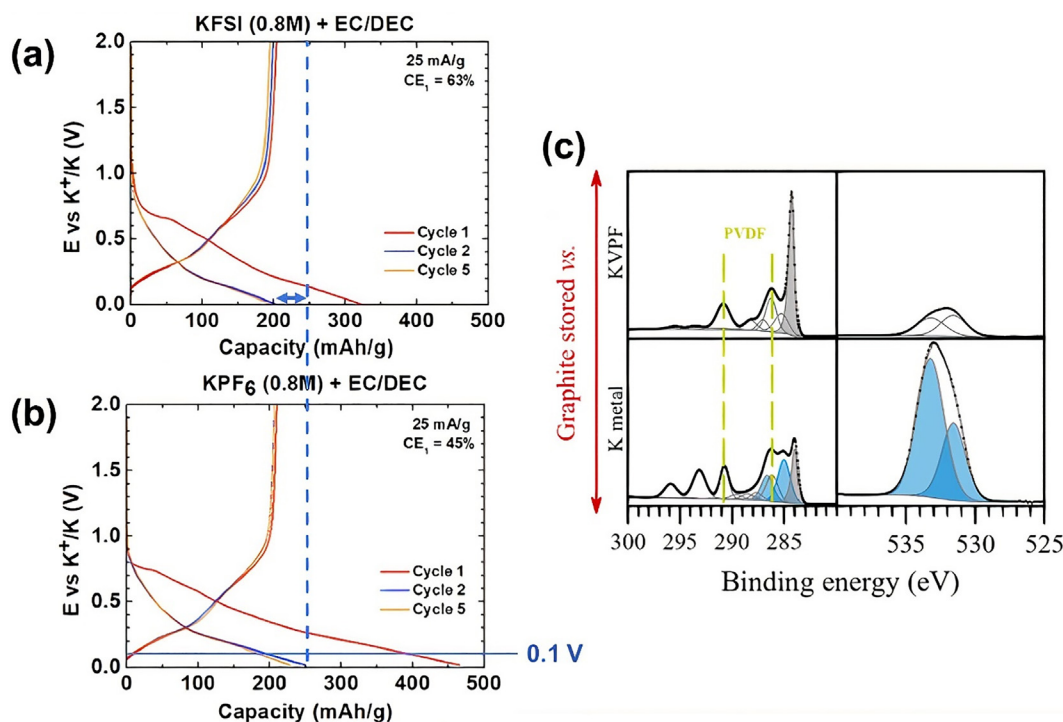 (a)
KFSI (0.8M) + EC/DEC
2.0
1.5
1.0
0.5
0.0
E vs K⁺/K (V)
25 mA/g
CE₁ = 63%
Cycle 1
Cycle 2
Cycle 5
0 100 200 300 400 500
Capacity (mAh/g)
(b)
KPF₆ (0.8M) + EC/DEC
2.0
1.5
1.0
0.5
0.0
E vs K⁺/K (V)
25 mA/g
CE₁ = 45%
Cycle 1
Cycle 2
Cycle 5
0.1 V
0 100 200 300 400 500
Capacity (mAh/g)
(c)
Graphite stored vs.
KVPF
PVDF
K metal
300 295 290 285 535 530 525
Binding energy (eV)